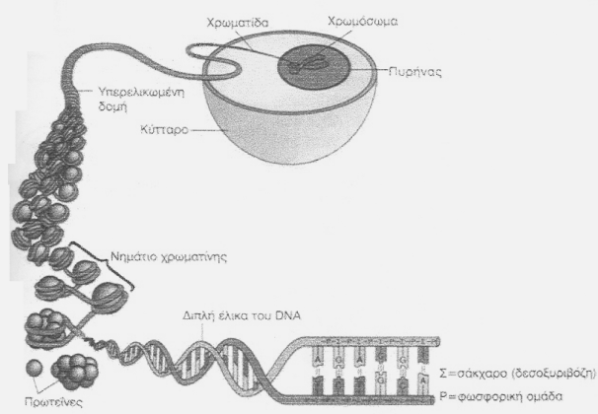 Χρωματίδα
Χρωμόσωμα
Πυρήνας
Υπερελικωμένη
δομή
Κύτταρο
Νημάτιο χρωματίνης
Διπλή έλικα του DNA
A G A G
G G A
Σ=σάκχαρο (δεσοξυριβόζη)
Ρ=φωσφορική ομάδα
Πρωτεΐνες